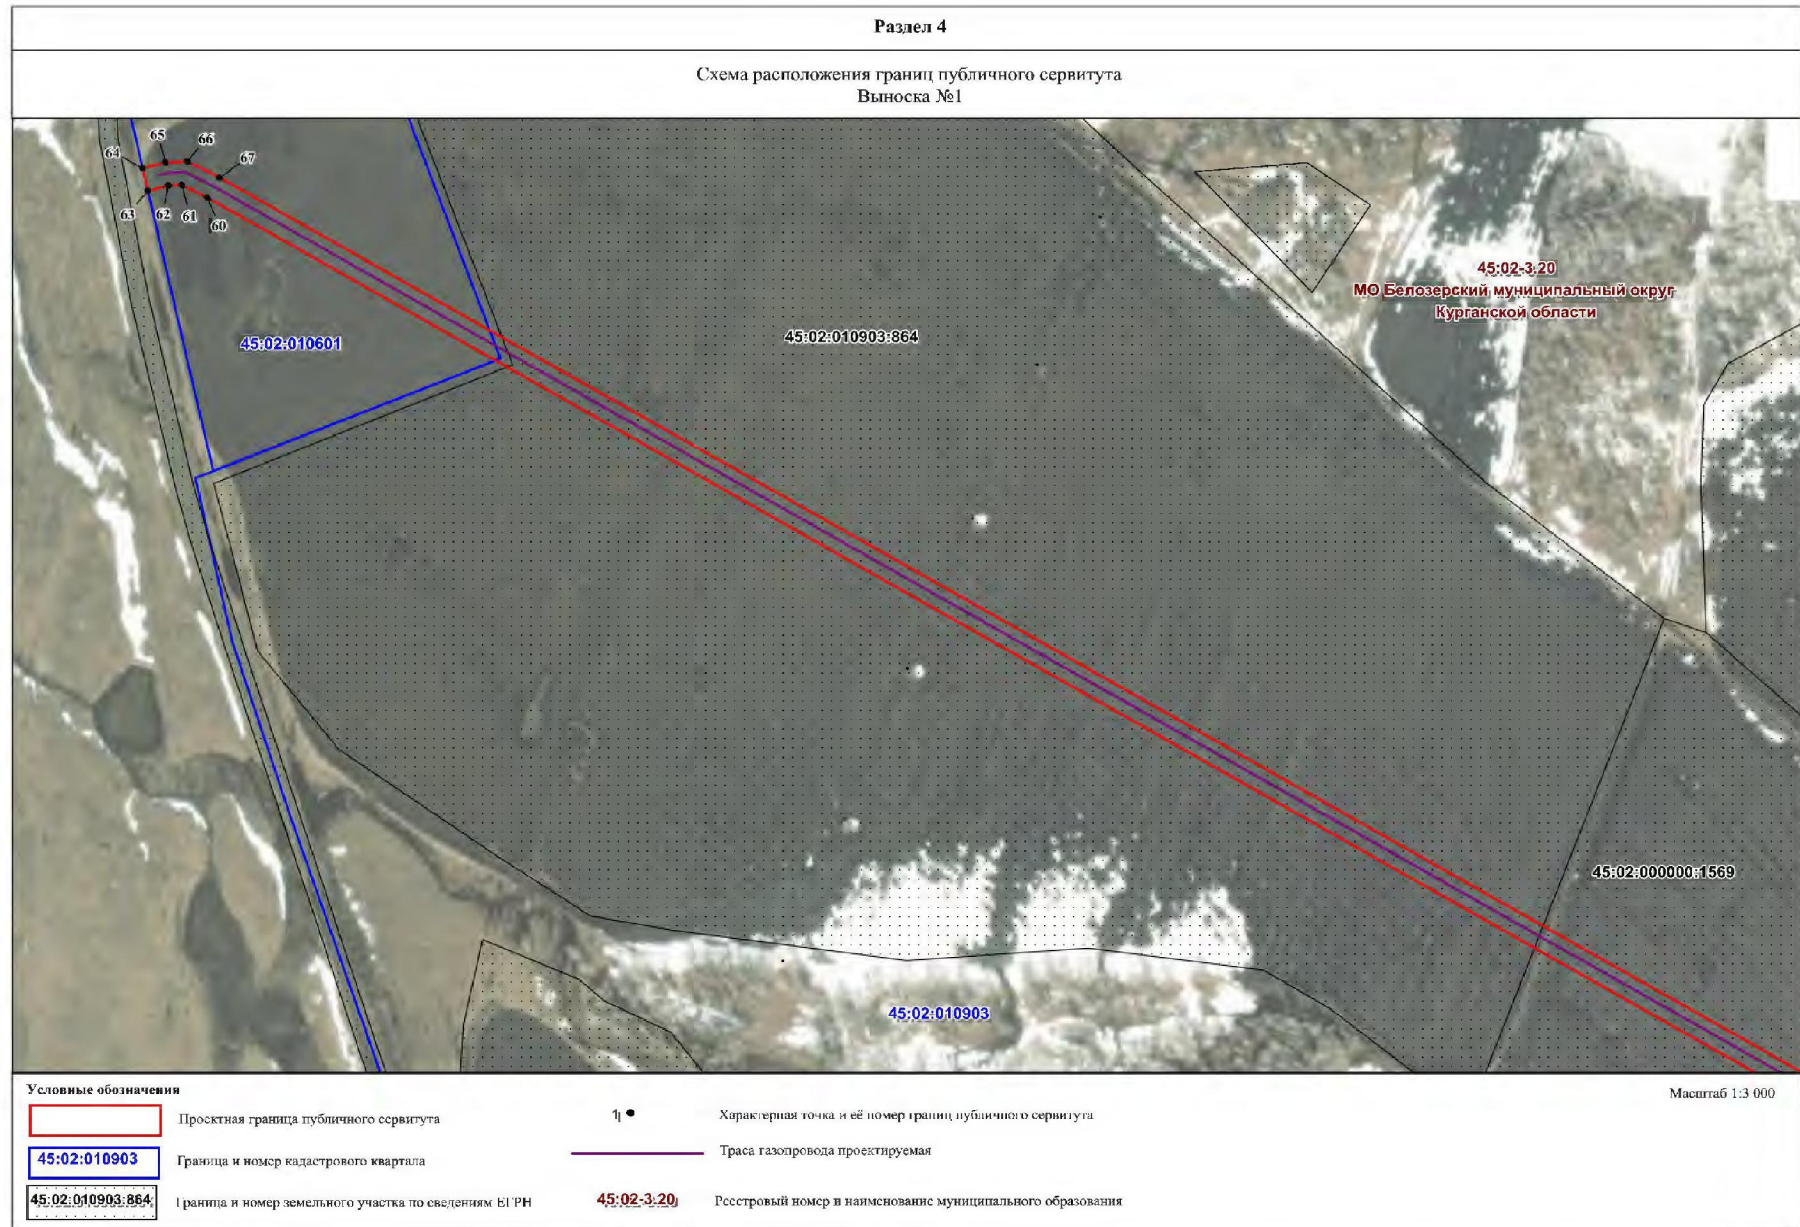 Раздел 4
Схема расположения границ публичного сервитута
Выноска №1
65
66
64
67
63
62
61
60
45:02-3.20
МО Белозерский муниципальный округ
Курганской области
45:02:010601
45:02:010903:864
45:02:000000:1569
45:02:010903
Условные обозначения
Масштаб 1:3 000
Проектная граница публичного сервитута
1 Характерная точка и её номер границ публичного сервитута
45:02:010903 Граница и номер кадастрового квартала
Траса газопровода проектируемая
45:02:010903:864 Граница и номер земельного участка по сведениям ЕГРН
45:02-3.20 Реестровый номер и наименование муниципального образования